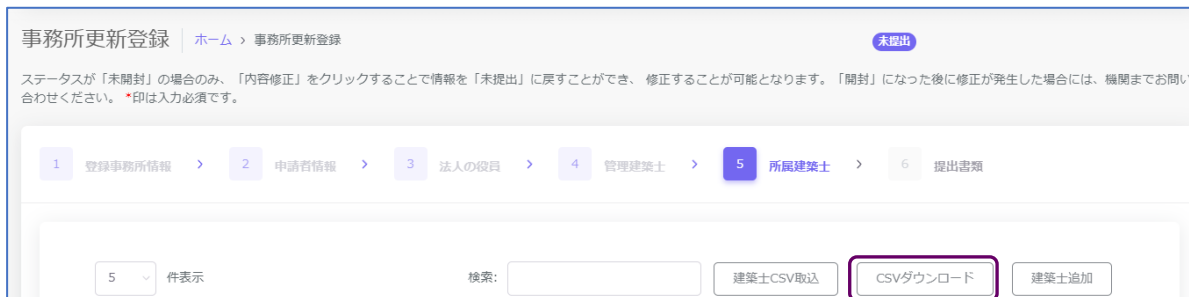 事務所更新登録 ホーム > 事務所更新登録 未提出
ステータスが「未開封」の場合のみ、「内容修正」をクリックすることで情報を「未提出」に戻すことができ、 修正することが可能となります。「開封」になった後に修正が発生した場合には、機関までお問い
合わせください。 *印は入力必須です。
1 登録事務所情報 > 2 申請者情報 > 3 法人の役員 > 4 管理建築士 > 5 所属建築士 > 6 提出書類
5 件表示 検索: 建築士CSV取込 CSVダウンロード 建築士追加